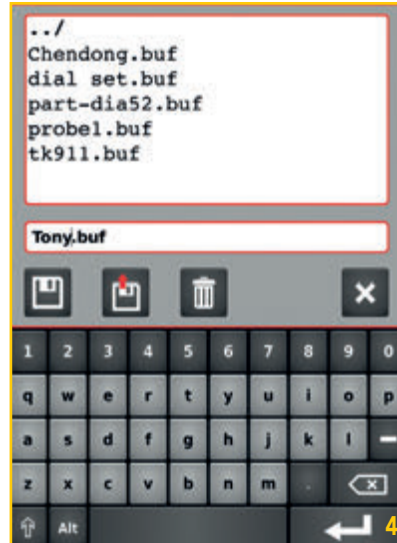 ../
Chendong.buf
dial set.buf
part-dia52.buf
probe1.buf
tk911.buf
Tony.buf
1 2 3 4 5 6 7 8 9 0
q w e r t y u i o p
a s d f g h j k l -
z x c v b n m .
Alt 4